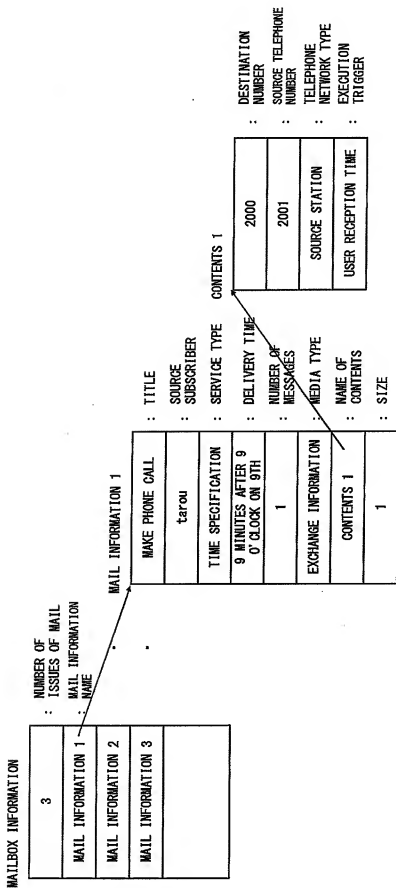 MAILBOX INFORMATION
3
: NUMBER OF
ISSUES OF MAIL
MAIL INFORMATION 1
: MAIL INFORMATION
NAME
MAIL INFORMATION 2
MAIL INFORMATION 3
MAIL INFORMATION 1
MAKE PHONE CALL
: TITLE
tarou
: SOURCE
SUBSCRIBER
TIME SPECIFICATION
: SERVICE TYPE
9 MINUTES AFTER 9
O'CLOCK ON 9TH
: DELIVERY TIME
1
: NUMBER OF
MESSAGES
EXCHANGE INFORMATION
: MEDIA TYPE
CONTENTS 1
: NAME OF
CONTENTS
1
: SIZE
CONTENTS 1
2000
: DESTINATION
NUMBER
2001
: SOURCE TELEPHONE
NUMBER
SOURCE STATION
: TELEPHONE
NETWORK TYPE
USER RECEPTION TIME
: EXECUTION
TRIGGER